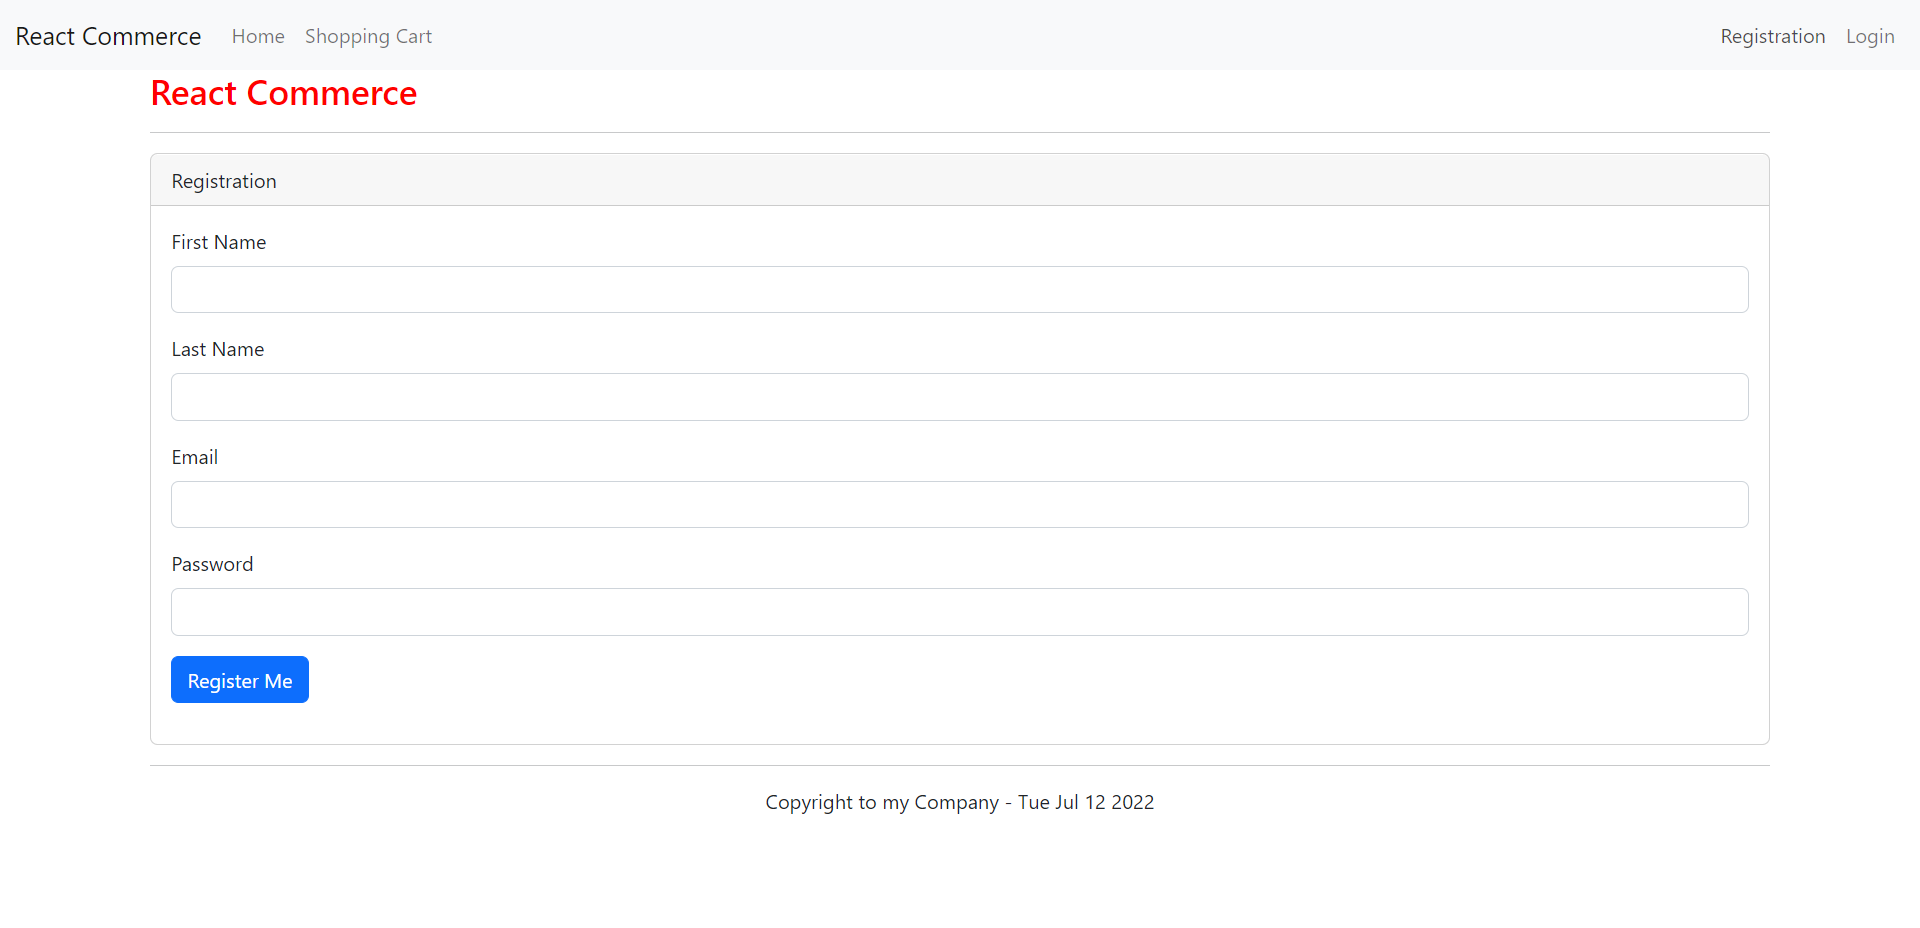 React Commerce Home Shopping Cart Registration Login
React Commerce
Registration
First Name
Last Name
Email
Password
Register Me
Copyright to my Company - Tue Jul 12 2022